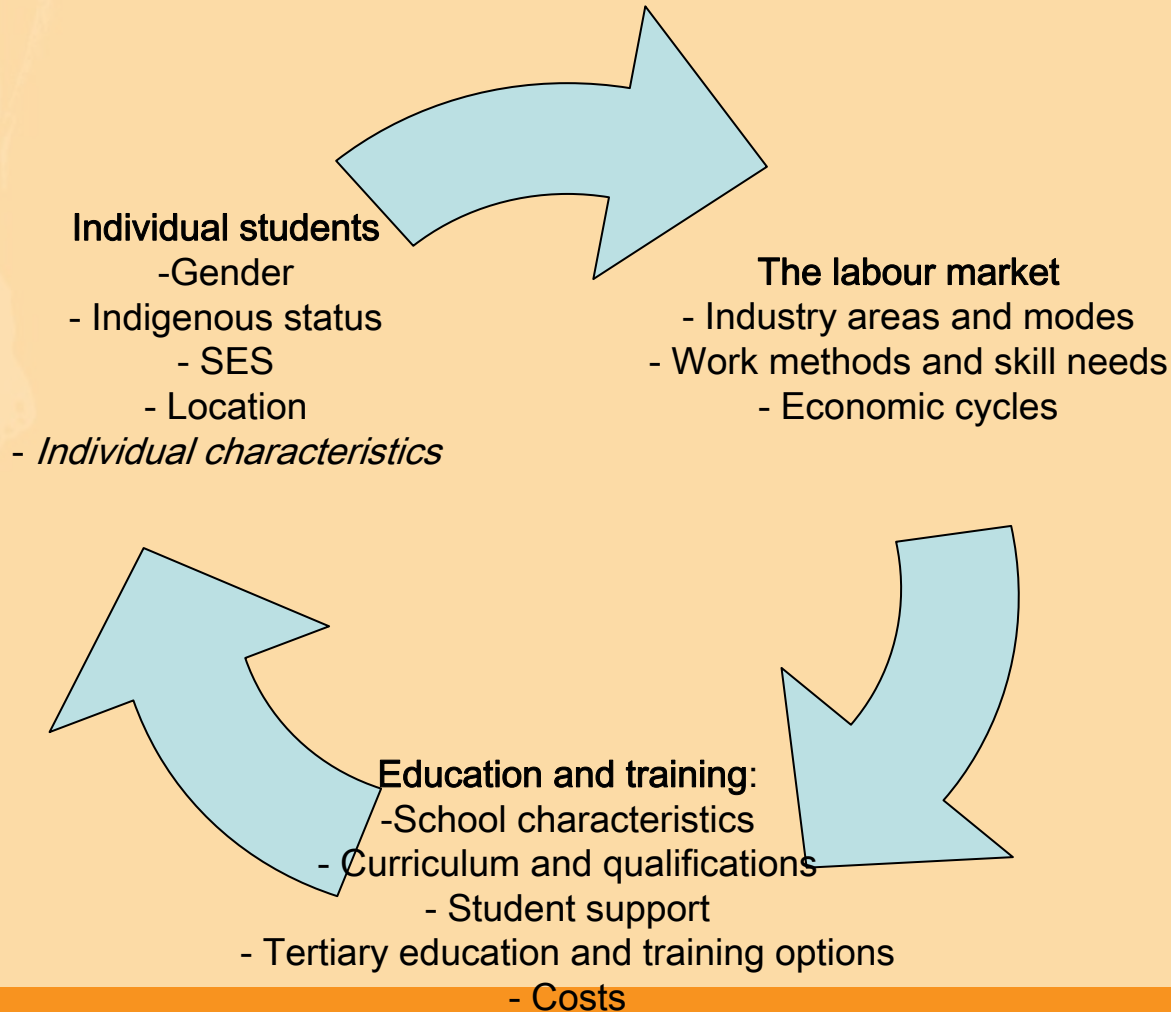 Individual students
-Gender
- Indigenous status
- SES
- Location
- Individual characteristics
The labour market
- Industry areas and modes
- Work methods and skill needs
- Economic cycles
Education and training:
-School characteristics
- Curriculum and qualifications
- Student support
- Tertiary education and training options
- Costs